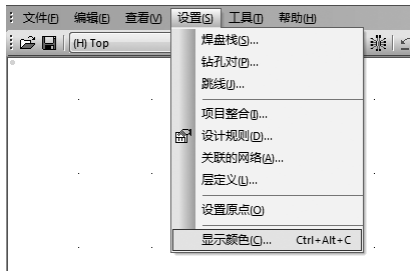 文件(F) 编辑(E) 查看(V) 设置(S) 工具(T) 帮助(H)
(H) Top
焊盘栈(S)...
钻孔对(P)...
跳线(J)...
项目整合(I)...
设计规则(D)...
关联的网络(A)...
层定义(L)...
设置原点(O)
显示颜色(C)... Ctrl+Alt+C